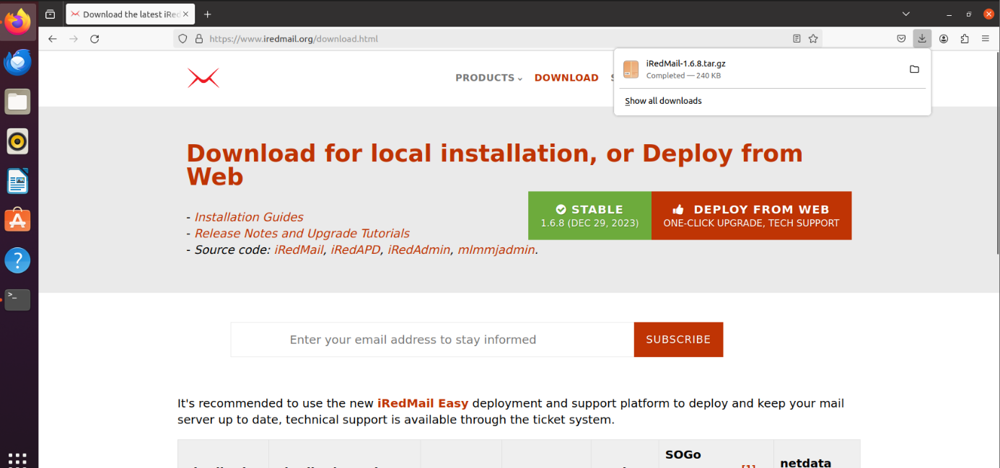 Download the latest iRed
https://www.iredmail.org/download.html
iRedMail-1.6.8.tar.gz
Completed — 240 KB
Show all downloads
PRODUCTS DOWNLOAD
Download for local installation, or Deploy from
Web
STABLE
1.6.8 (DEC 29, 2023)
DEPLOY FROM WEB
ONE-CLICK UPGRADE, TECH SUPPORT
- Installation Guides
- Release Notes and Upgrade Tutorials
- Source code: iRedMail, iRedAPD, iRedAdmin, mlmmjadmin.
Enter your email address to stay informed
SUBSCRIBE
It's recommended to use the new iRedMail Easy deployment and support platform to deploy and keep your mail
server up to date, technical support is available through the ticket system.
SOGo
[1]
netdata